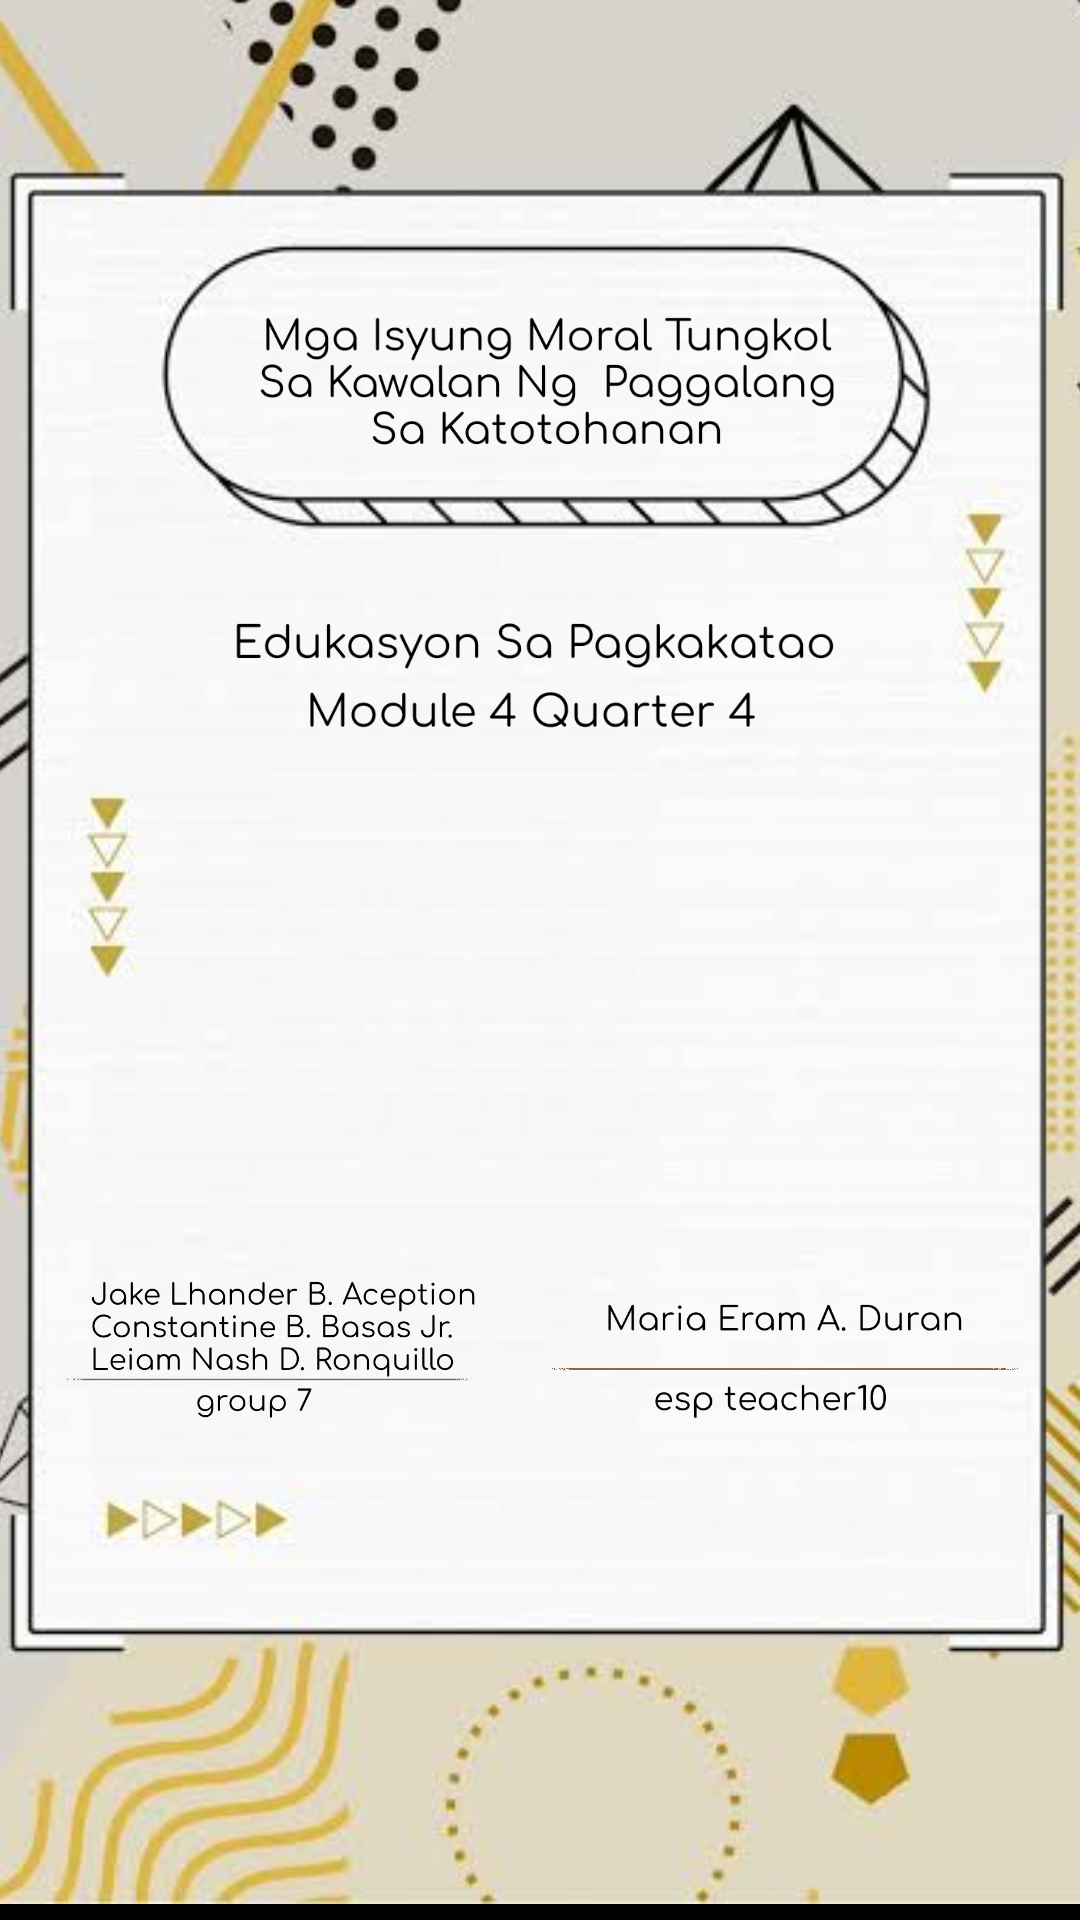 Mga Isyung Moral Tungkol
Sa Kawalan Ng Paggalang
Sa Katotohanan
Edukasyon Sa Pagkakatao
Module 4 Quarter 4
Jake Lhander B. Aception
Constantine B. Basas Jr.
Leiam Nash D. Ronquillo
group 7
Maria Eram A. Duran
esp teacher10